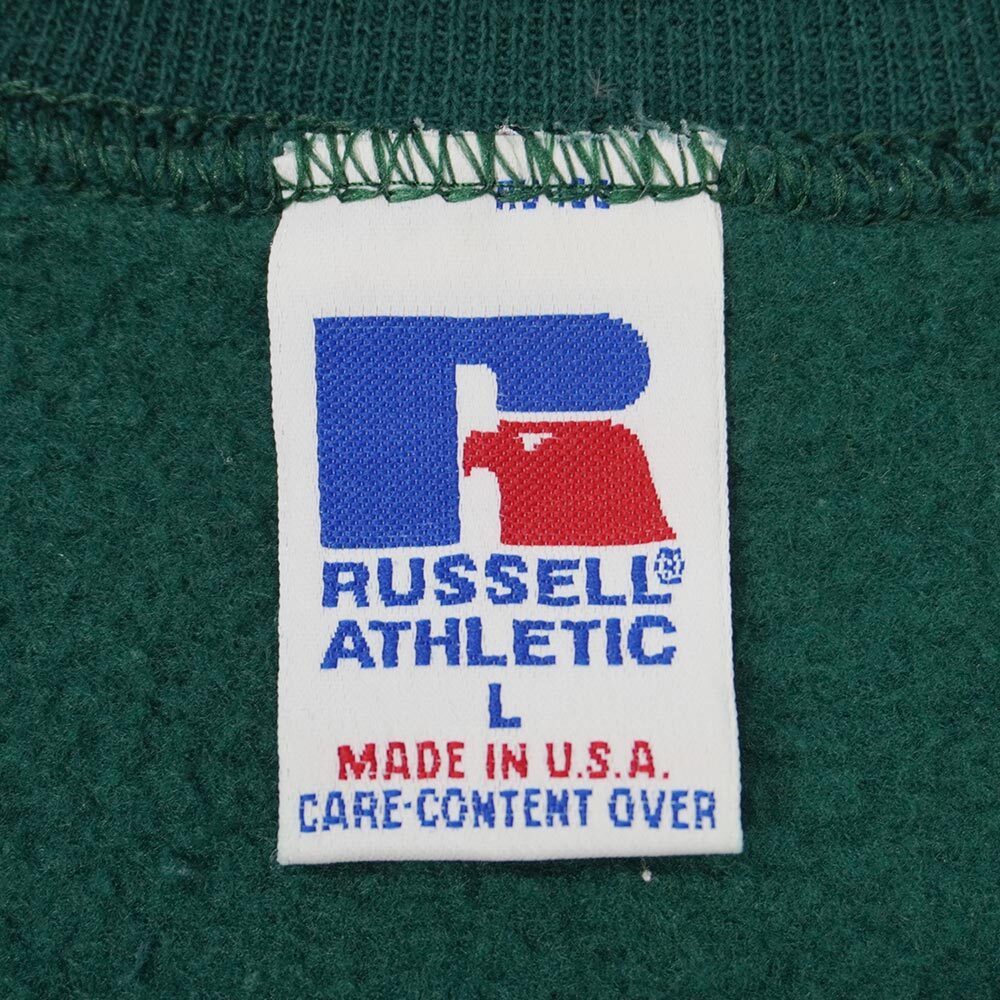 RUSSELL®
ATHLETIC
L
MADE IN U.S.A.
CARE-CONTENT OVER